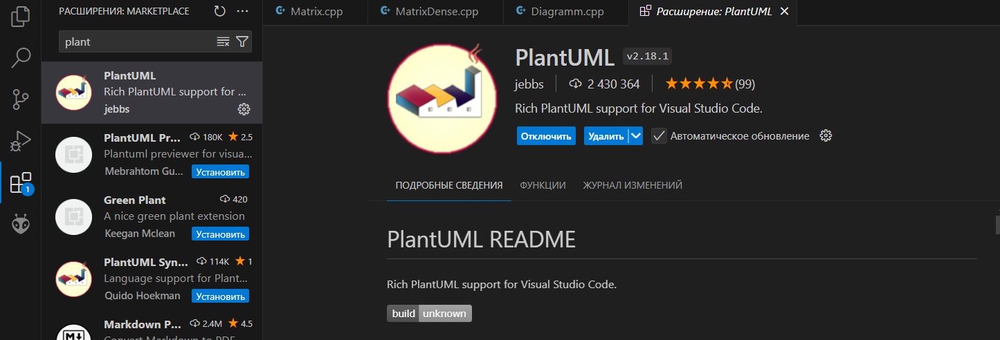 РАСШИРЕНИЯ: MARKETPLACE
plant
PlantUML
Rich PlantUML support for ...
jebbs
PlantUML Pr... 180K 2.5
Plantuml previewer for visua...
Mebrahtom Gu... Установить
Green Plant 420
A nice green plant extension
Keegan Mclean Установить
PlantUML Syn... 114K 1
Language support for Plant...
Quido Hoekman Установить
Markdown P... 2.4M 4.5
Convert Markdown to PDF
1
Matrix.cpp MatrixDense.cpp Diagramm.cpp Расширение: PlantUML
PlantUML v2.18.1
jebbs 2 430 364 (99)
Rich PlantUML support for Visual Studio Code.
Отключить Удалить Автоматическое обновление
ПОДРОБНЫЕ СВЕДЕНИЯ ФУНКЦИИ ЖУРНАЛ ИЗМЕНЕНИЙ
PlantUML README
Rich PlantUML support for Visual Studio Code.
build unknown